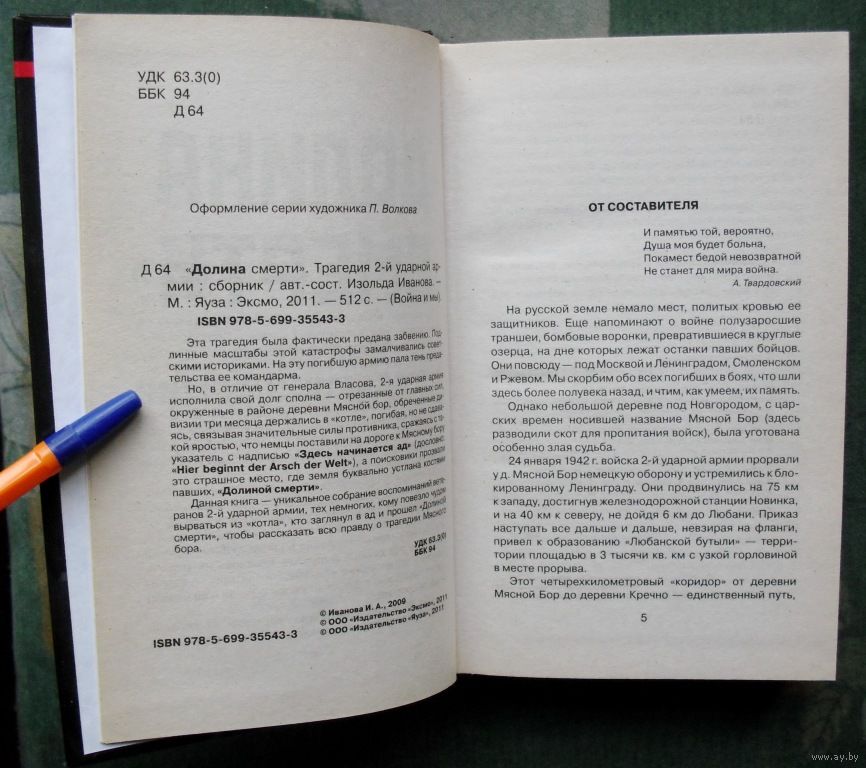 УДК 63.3(0)
ББК 94
Д 64
Оформление серии художника П. Волкова
Д 64 «Долина смерти». Трагедия 2-й ударной ар-
мии : сборник / авт.-сост. Изольда Иванова. –
М. : Яуза : Эксмо, 2011. — 512 с. — (Война и мы).
ISBN 978-5-699-35543-3
Эта трагедия была фактически предана забвению. Под-
линные масштабы этой катастрофы замалчивались совет-
скими историками. На эту погибшую армию пала тень преда-
тельства ее командарма.
Но, в отличие от генерала Власова, 2-я ударная армия
исполнила свой долг сполна — отрезанные от главных сил,
окруженные в районе деревни Мясной бор, обреченные ди-
визии три месяца держались в «котле», погибая, но не сдава-
ясь, связывая значительные силы противника, сражаясь с та-
кой яростью, что немцы поставили на дороге к Мясному бору
указатель с надписью «Здесь начинается ад» (дословно:
«Hier beginnt der Arsch der Welt»), а поисковики прозвали
это страшное место, где земля буквально устлана костями
павших, «Долиной смерти».
Данная книга — уникальное собрание воспоминаний вете-
ранов 2-й ударной армии, тех немногих, кому повезло чудом
вырваться из «котла», кто заглянул в ад и прошел «Долиной
смерти», чтобы рассказать всю правду о трагедии Мясного
бора.
УДК 63.3(0)
ББК 94
© Иванова И. А., 2009
© ООО «Издательство «Эксмо», 2011
© ООО «Издательство «Яуза», 2011
ISBN 978-5-699-35543-3
ОТ СОСТАВИТЕЛЯ
И памятью той, вероятно,
Душа моя будет больна,
Покамест бедой невозвратной
Не станет для мира война.
А. Твардовский
На русской земле немало мест, политых кровью ее
защитников. Еще напоминают о войне полузаросшие
траншеи, бомбовые воронки, превратившиеся в круглые
озерца, на дне которых лежат останки павших бойцов.
Они повсюду — под Москвой и Ленинградом, Смоленском
и Ржевом. Мы скорбим обо всех погибших в боях, что шли
здесь более полувека назад, и чтим, как умеем, их память.
Однако небольшой деревне под Новгородом, с цар-
ских времен носившей название Мясной Бор (здесь
разводили скот для пропитания войск), была уготована
особенно злая судьба.
24 января 1942 г. войска 2-й ударной армии прорвали
у д. Мясной Бор немецкую оборону и устремились к бло-
кированному Ленинграду. Они продвинулись на 75 км
к западу, достигнув железнодорожной станции Новинка,
и на 40 км к северу, не дойдя 6 км до Любани. Приказ
наступать все дальше и дальше, невзирая на фланги,
привел к образованию «Любанской бутыли» — терри-
тории площадью в 3 тысячи кв. км с узкой горловиной
в месте прорыва.
Этот четырехкилометровый «коридор» от деревни
Мясной Бор до деревни Кречно — единственный путь,
5
www.ay.by